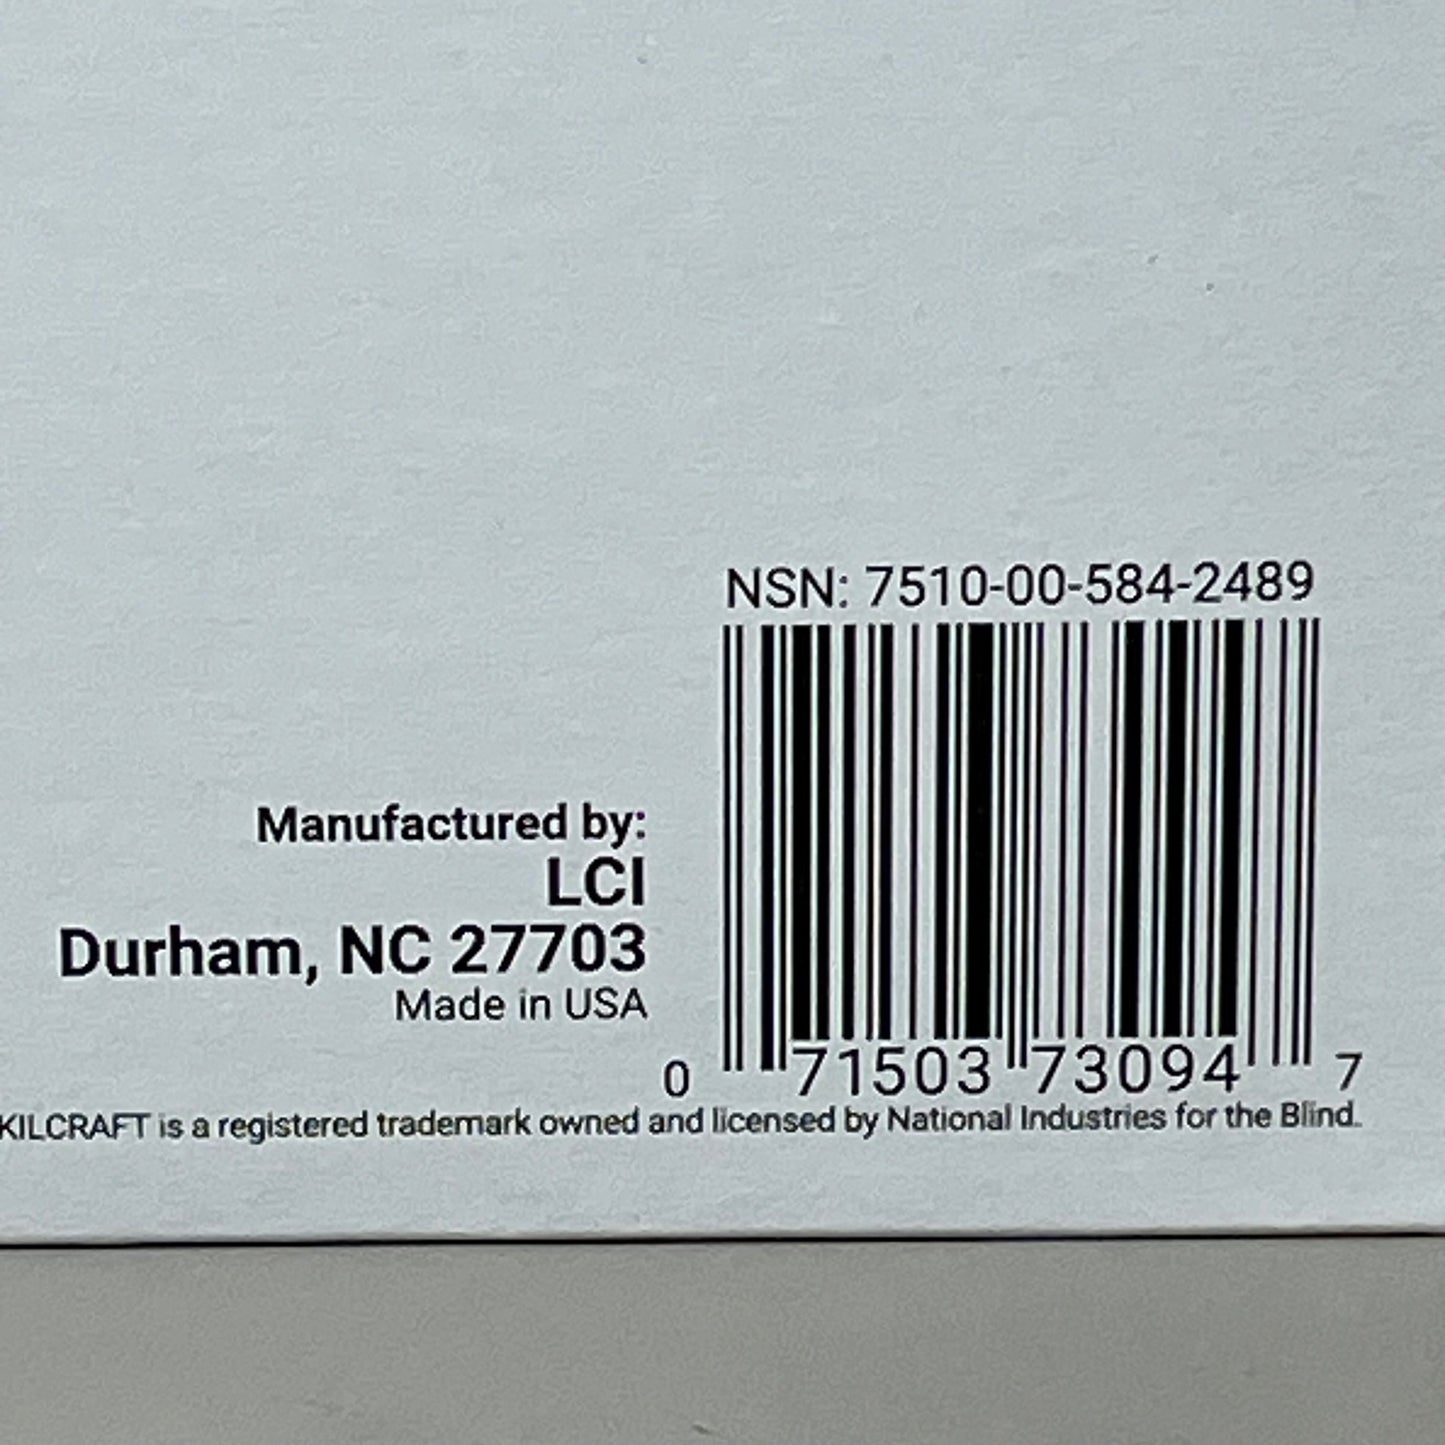 NSN: 7510-00-584-2489
Manufactured by:
LCI
Durham, NC 27703
Made in USA
0 71503 73094 7
KILCRAFT is a registered trademark owned and licensed by National Industries for the Blind.